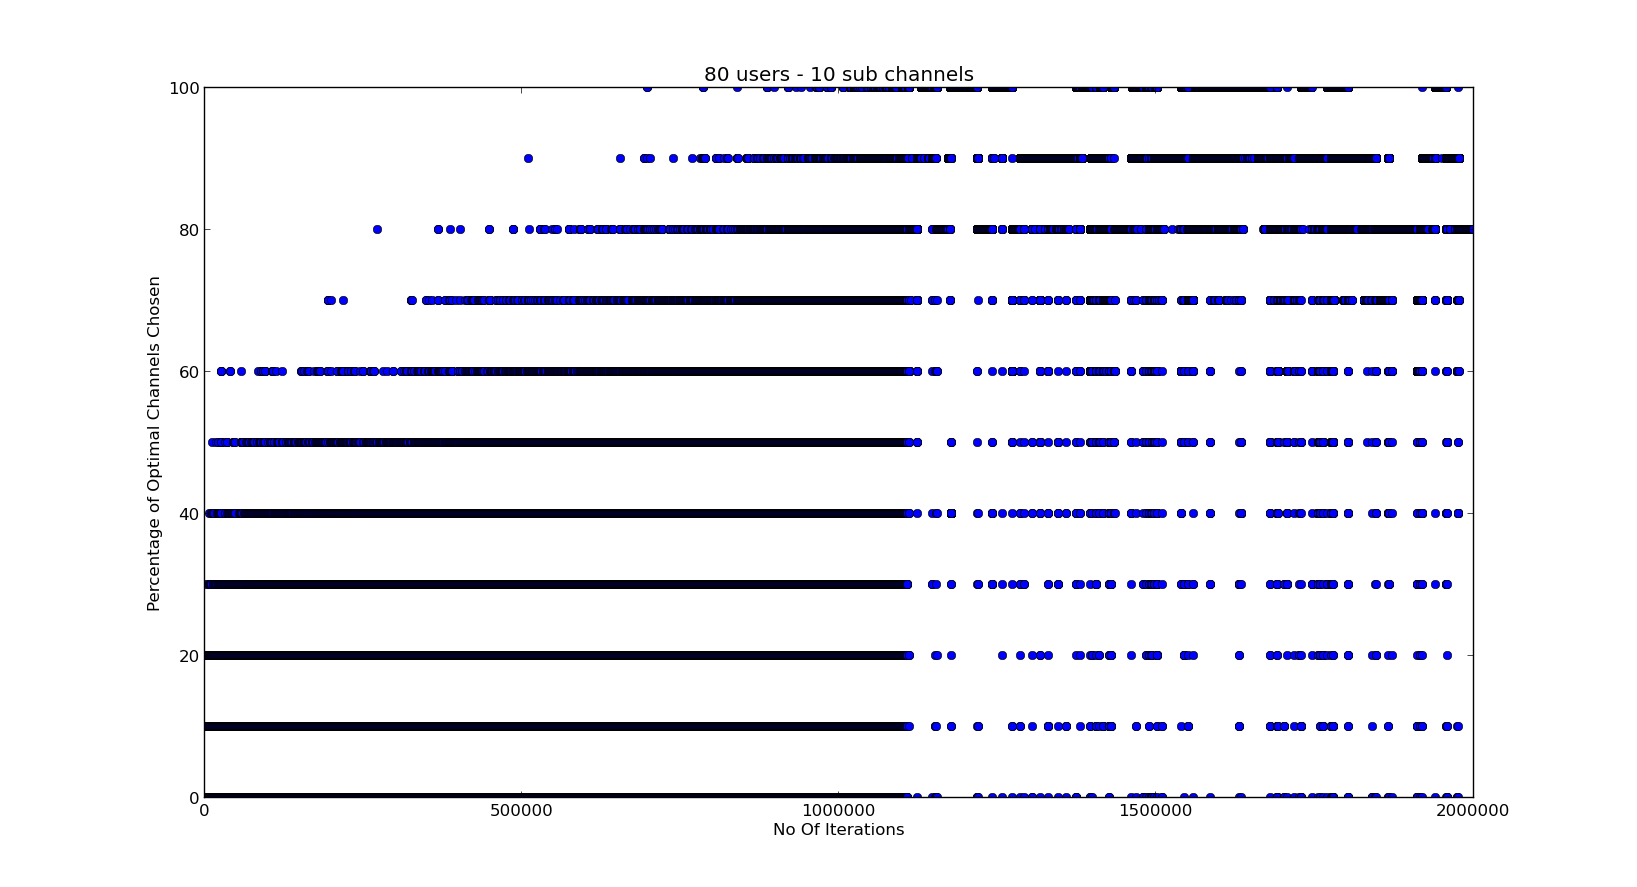 80 users - 10 sub channels
Percentage of Optimal Channels Chosen
100
80
60
40
20
0
0 500000 1000000 1500000 2000000
No Of Iterations